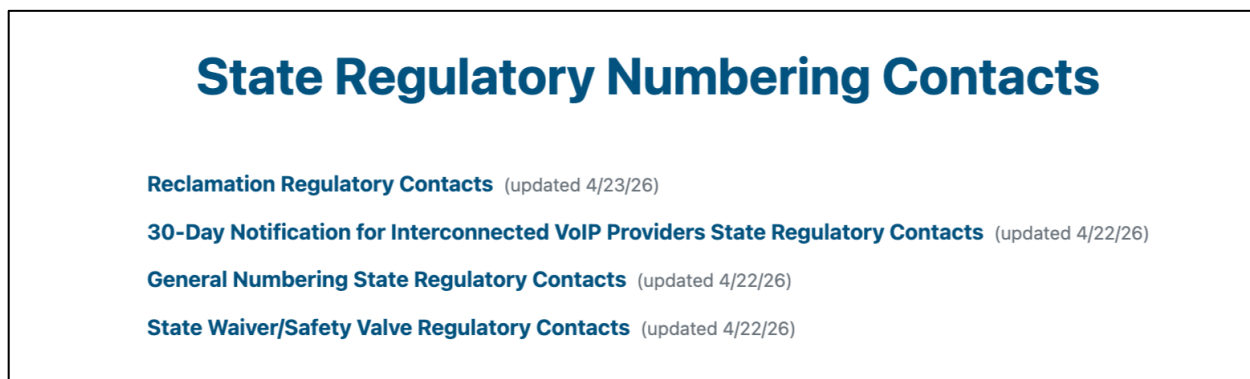 State Regulatory Numbering Contacts
Reclamation Regulatory Contacts (updated 4/23/26)
30-Day Notification for Interconnected VoIP Providers State Regulatory Contacts (updated 4/22/26)
General Numbering State Regulatory Contacts (updated 4/22/26)
State Waiver/Safety Valve Regulatory Contacts (updated 4/22/26)